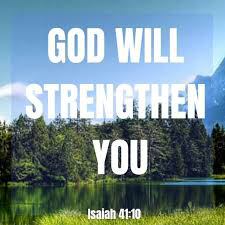 GOD WILL
STRENGTHEN
YOU
Isaiah 41:10